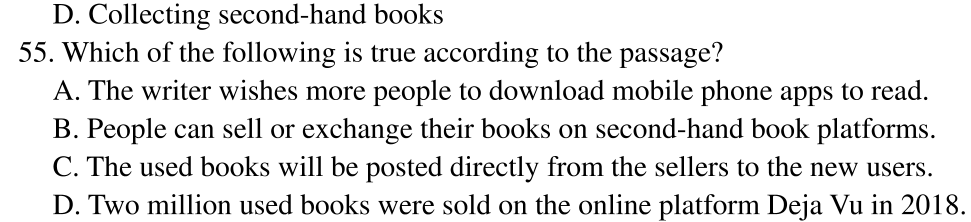 D. Collecting second-hand books
55. Which of the following is true according to the passage?
A. The writer wishes more people to download mobile phone apps to read.
B. People can sell or exchange their books on second-hand book platforms.
C. The used books will be posted directly from the sellers to the new users.
D. Two million used books were sold on the online platform Deja Vu in 2018.